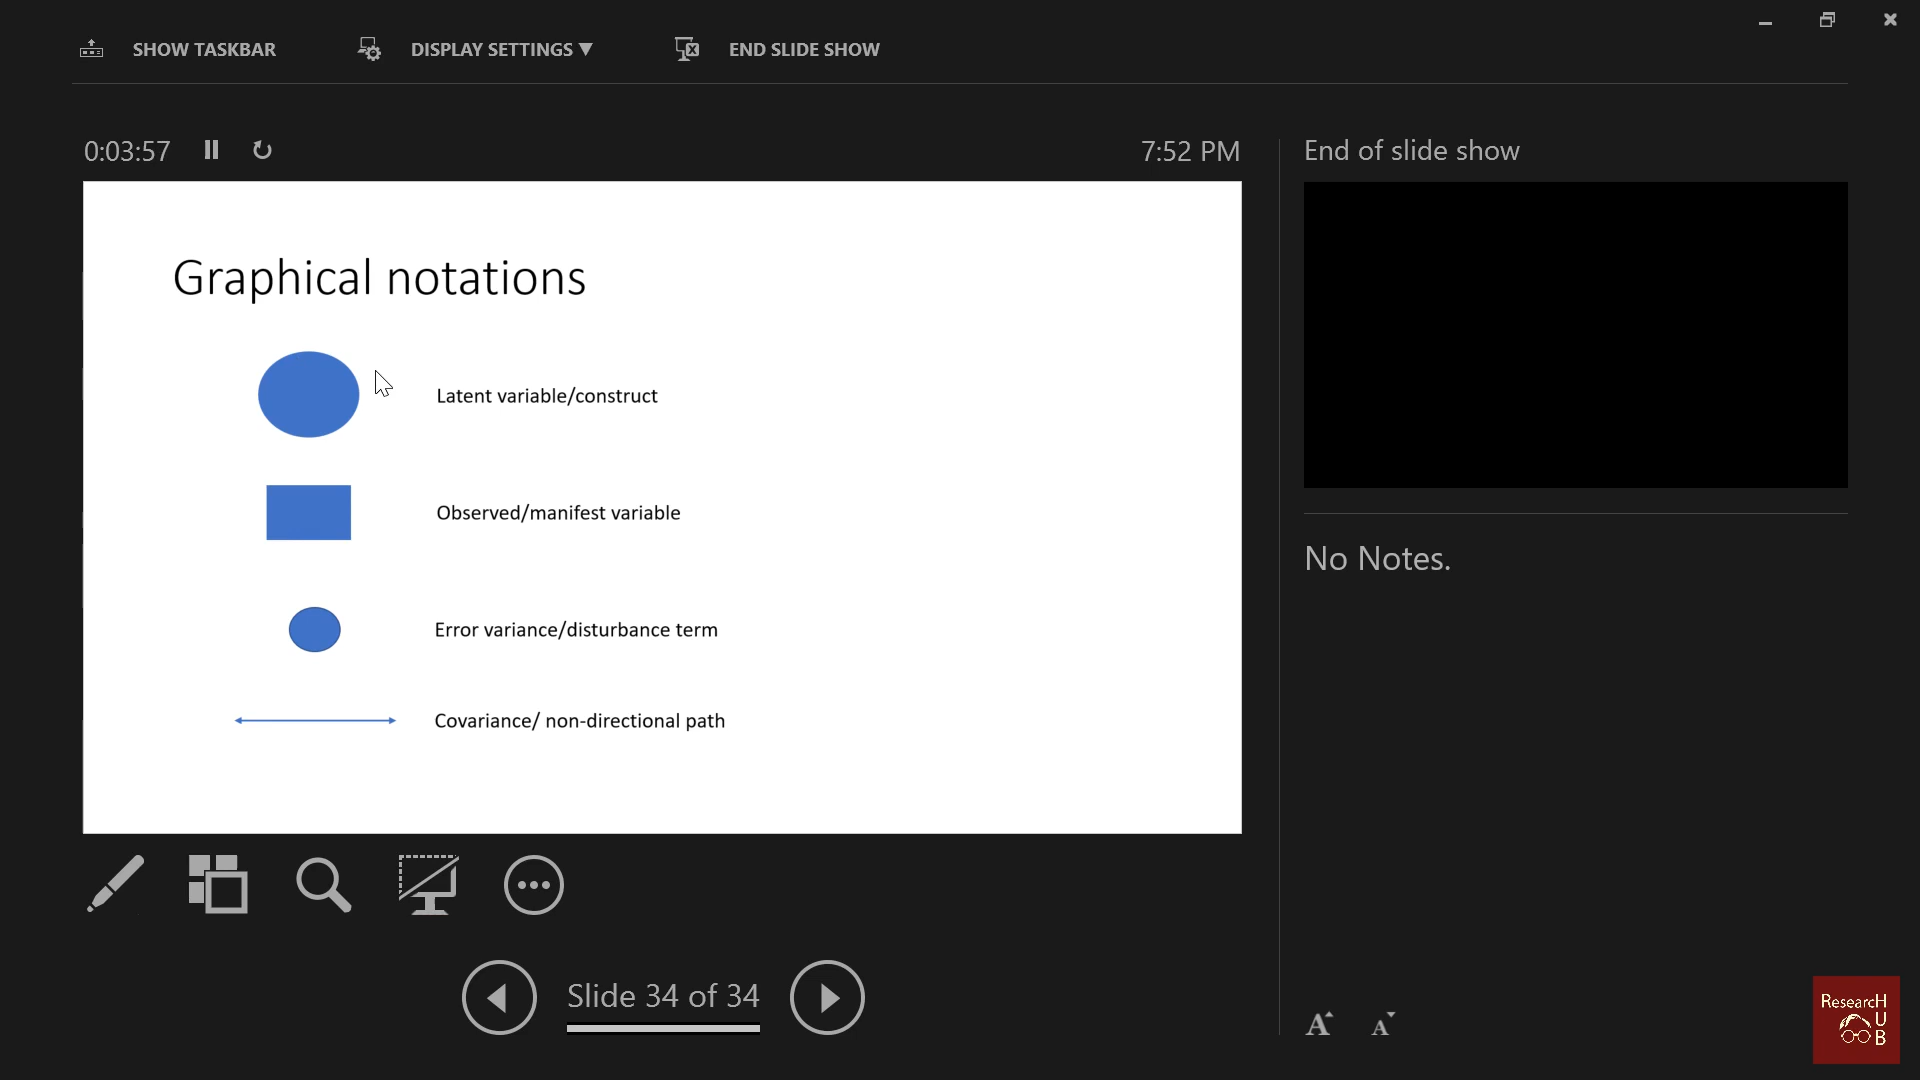 SHOW TASKBAR
DISPLAY SETTINGS ▼
END SLIDE SHOW
0:03:57
7:52 PM
Graphical notations
Latent variable/construct
Observed/manifest variable
Error variance/disturbance term
Covariance/ non-directional path
Slide 34 of 34
End of slide show
No Notes.
A
A
ResearcH
U
B